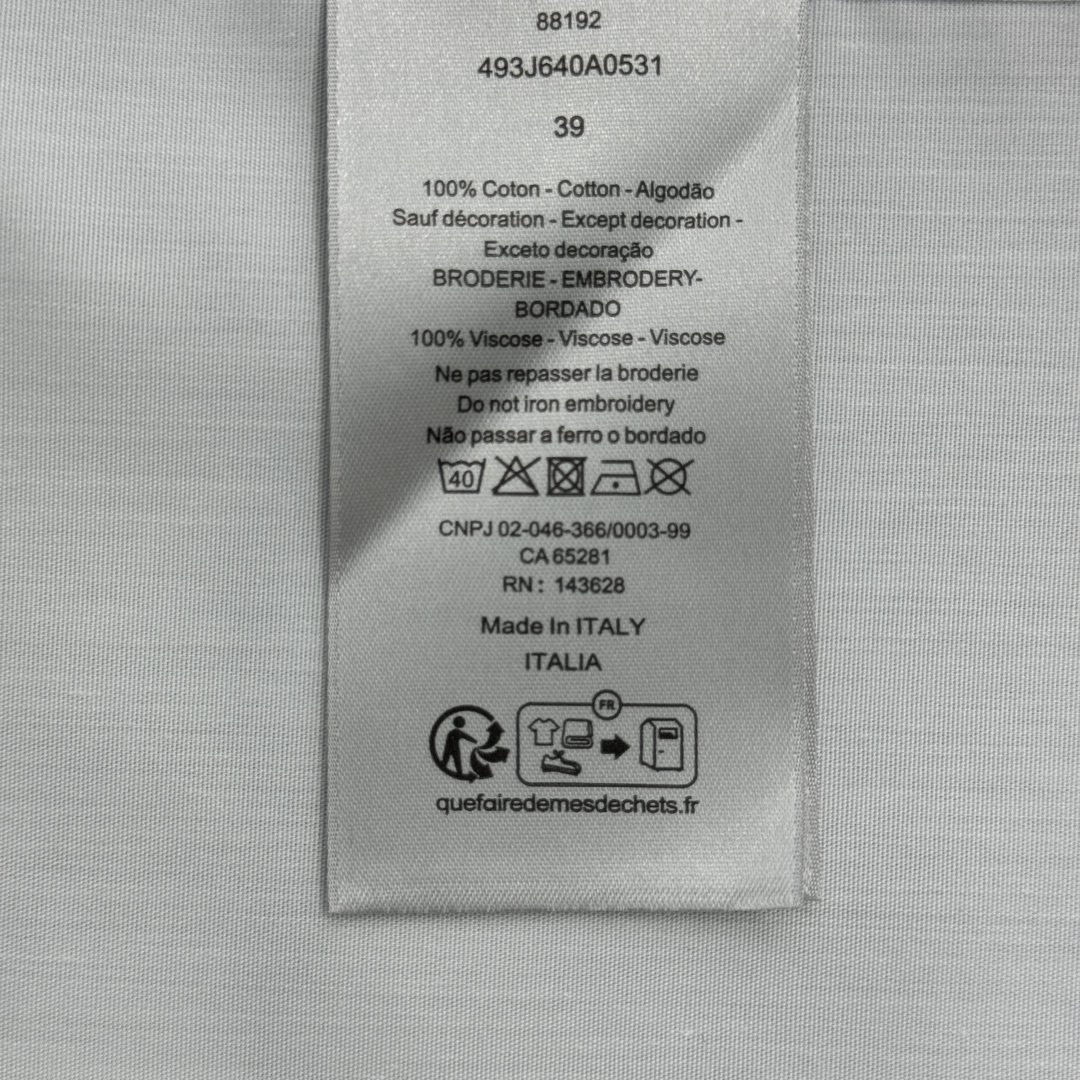 88192
493J640A0531
39
100% Coton - Cotton - Algodão
Sauf décoration - Except decoration -
Exceto decoração
BRODERIE - EMBRODERY-
BORDADO
100% Viscose - Viscose - Viscose
Ne pas repasser la broderie
Do not iron embroidery
Não passar a ferro o bordado
40
CNPJ 02-046-366/0003-99
CA 65281
RN : 143628
Made In ITALY
ITALIA
FR
quefairedemesdechets.fr